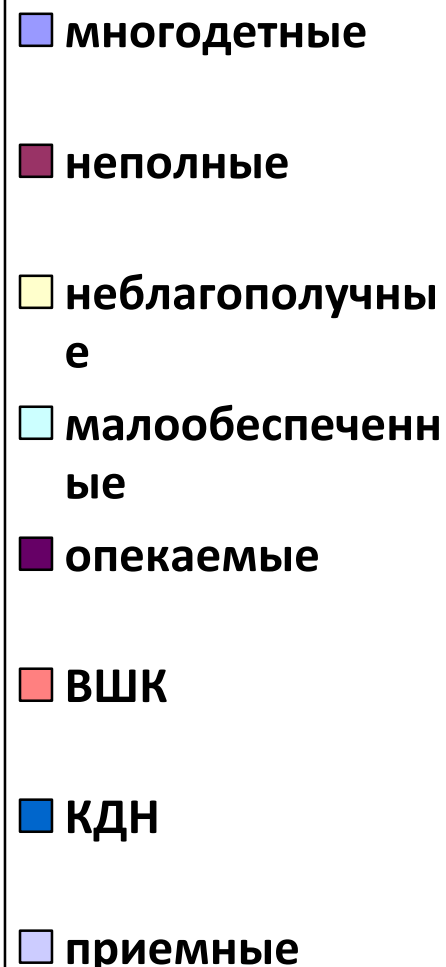 многодетные
неполные
неблагополучны
е
малообеспеченн
ые
опекаемые
ВШК
КДН
приемные